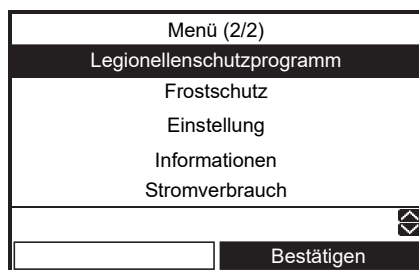 Menü (2/2)
Legionellenschutzprogramm
Frostschutz
Einstellung
Informationen
Stromverbrauch
Bestätigen